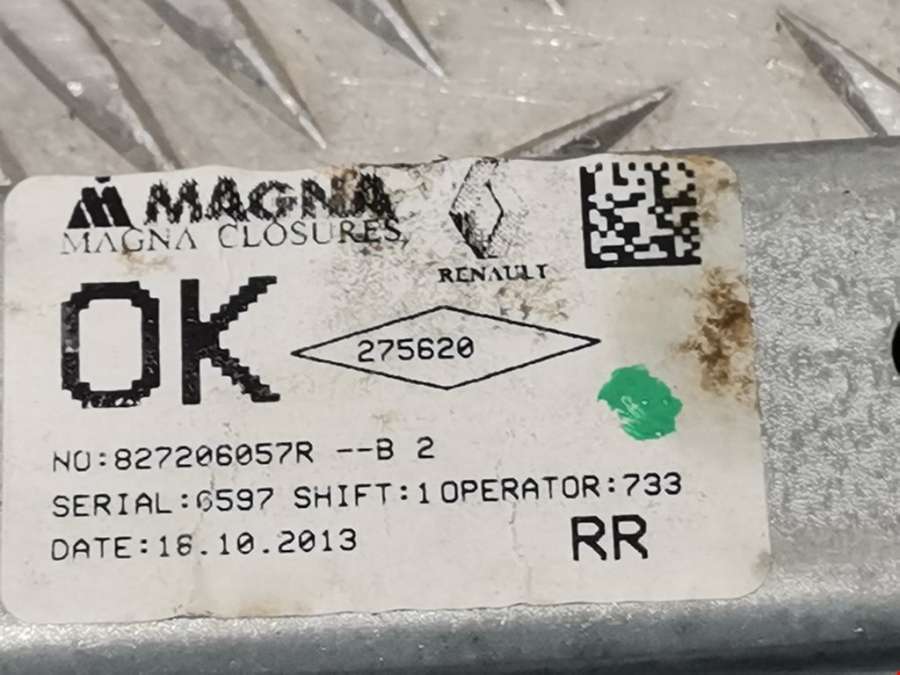 MAGNA
MAGNA CLOSURES
RENAULT
OK
275620
NO:827206057R --B 2
SERIAL:6597 SHIFT:1 OPERATOR:733
DATE:16.10.2013
RR